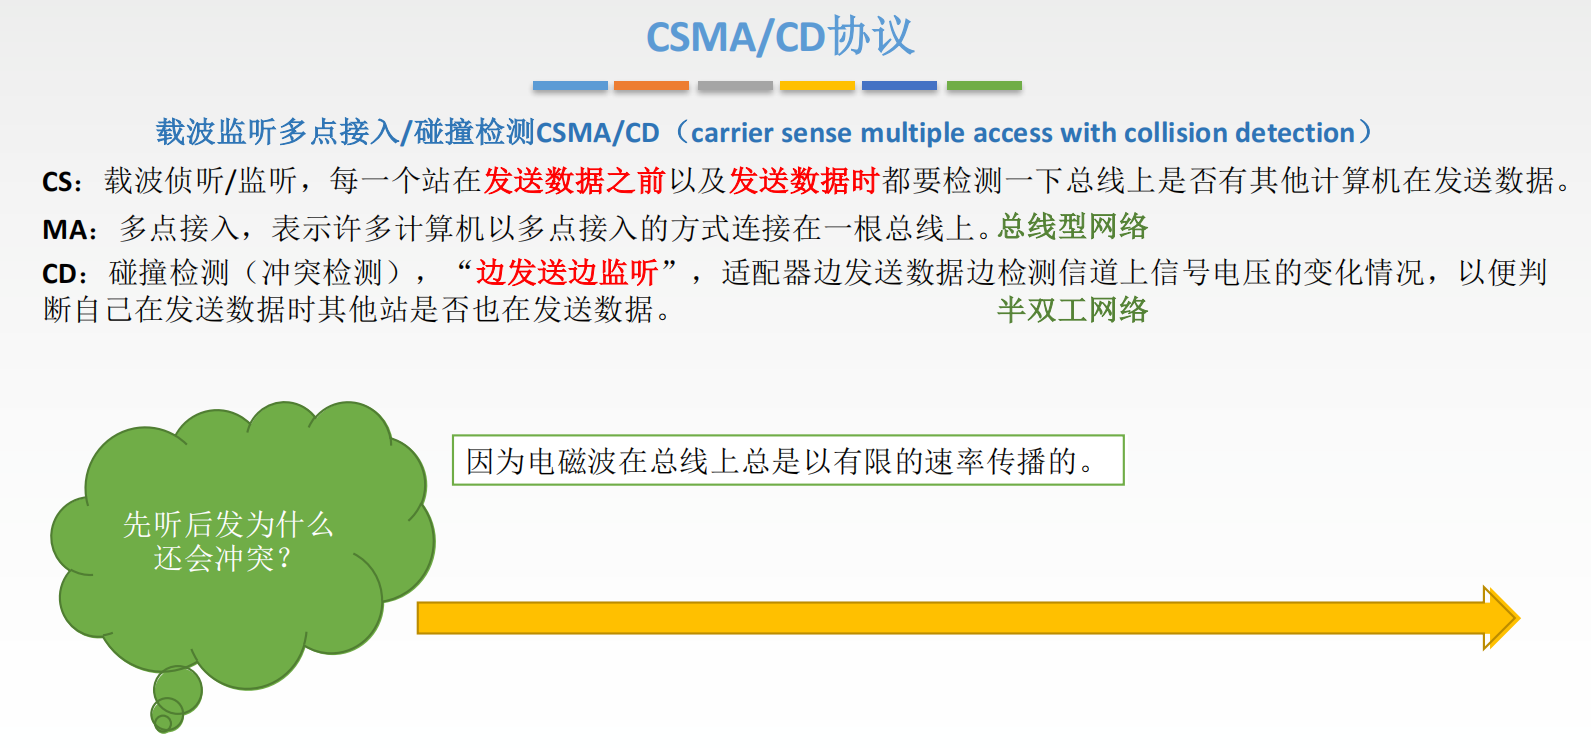 CSMA/CD协议
载波监听多点接入/碰撞检测CSMA/CD（carrier sense multiple access with collision detection）
CS：载波侦听/监听，每一个站在发送数据之前以及发送数据时都要检测一下总线上是否有其他计算机在发送数据。
MA：多点接入，表示许多计算机以多点接入的方式连接在一根总线上。总线型网络
CD：碰撞检测（冲突检测），“边发送边监听”，适配器边发送数据边检测信道上信号电压的变化情况，以便判
断自己在发送数据时其他站是否也在发送数据。 半双工网络
因为电磁波在总线上总是以有限的速率传播的。
先听后发为什么
还会冲突？